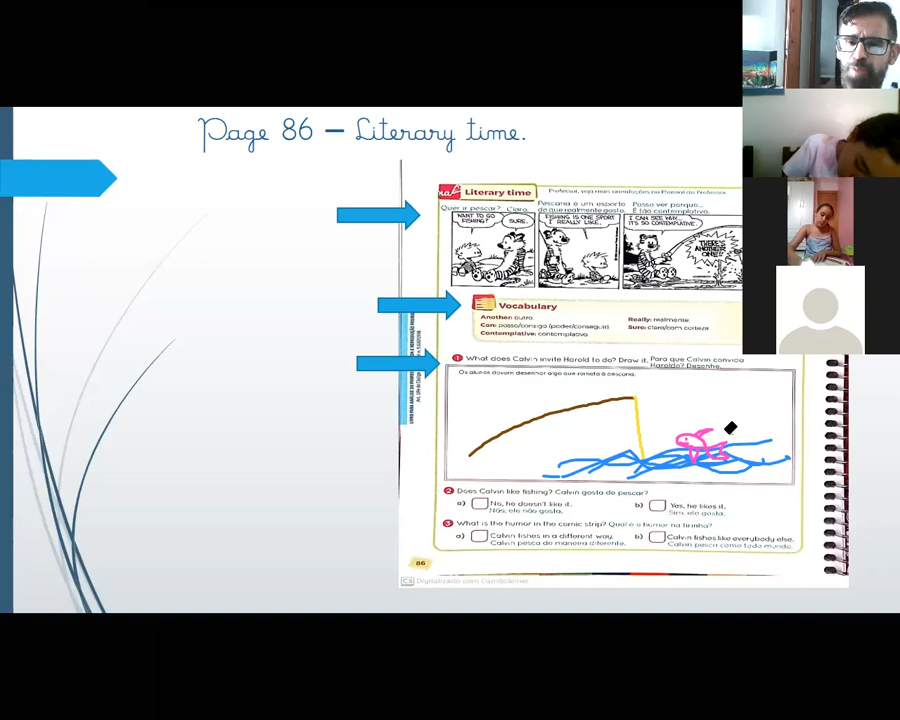 Page 86 – Literary time.
Literary time
Professor, veja mais anotações no Manual do Professor.
Quer ir pescar? Claro.
Pescaria é um esporte
de que realmente gosto.
Posso ver porque...
É tão contemplativo.
WANT TO GO
FISHING?
SURE.
FISHING IS ONE SPORT
I REALLY LIKE.
I CAN SEE WHY...
IT'S SO CONTEMPLATIVE.
THERE'S
ANOTHER
ONE!
Vocabulary
Another: outro.
Can: posso/consigo (poder/conseguir).
Contemplative: contemplativo.
Really: realmente.
Sure: claro/com certeza.
1 What does Calvin invite Harold to do? Draw it. Para que Calvin convida
Haroldo? Desenhe.
Os alunos devem desenhar algo que remeta à pescaria.
2 Does Calvin like fishing? Calvin gosta de pescar?
a) No, he doesn't like it.
Não, ele não gosta.
b) Yes, he likes it.
Sim, ele gosta.
3 What is the humor in the comic strip? Qual é o humor na tirinha?
a) Calvin fishes in a different way.
Calvin pesca de maneira diferente.
b) Calvin fishes like everybody else.
Calvin pesca como todo mundo.
86
CS Digitalizado com CamScanner